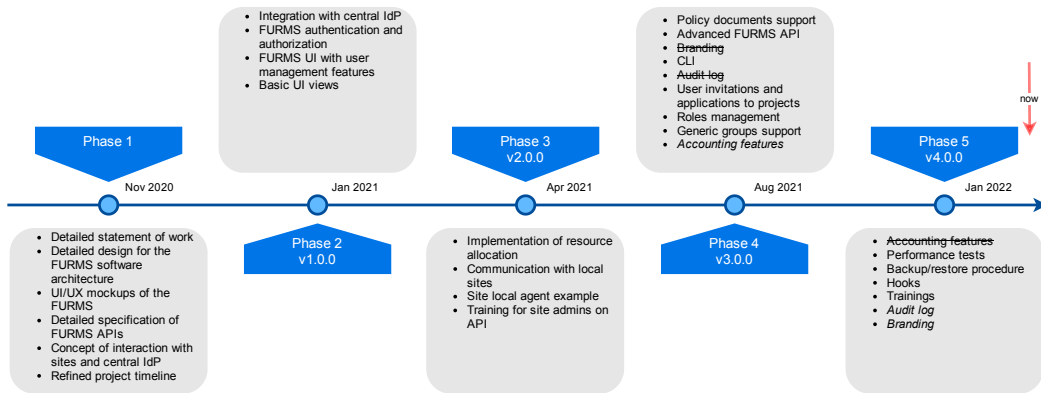 • Integration with central IdP
• FURMS authentication and
authorization
• FURMS UI with user
management features
• Basic UI views
• Policy documents support
• Advanced FURMS API
• Branding
• CLI
• Audit log
• User invitations and
applications to projects
• Roles management
• Generic groups support
• Accounting features
now
Phase 1
Phase 3
v2.0.0
Phase 5
v4.0.0
Nov 2020
Jan 2021
Apr 2021
Aug 2021
Jan 2022
Phase 2
v1.0.0
Phase 4
v3.0.0
• Detailed statement of work
• Detailed design for the
FURMS software
architecture
• UI/UX mockups of the
FURMS
• Detailed specification of
FURMS APIs
• Concept of interaction with
sites and central IdP
• Refined project timeline
• Implementation of resource
allocation
• Communication with local
sites
• Site local agent example
• Training for site admins on
API
• Accounting features
• Performance tests
• Backup/restore procedure
• Hooks
• Trainings
• Audit log
• Branding